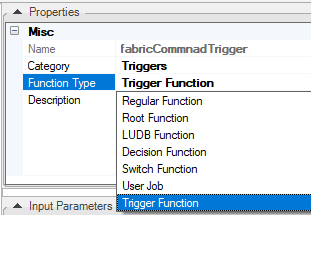 Properties
Misc
Name fabricCommnadTrigger
Category Triggers
Function Type Trigger Function
Description
Regular Function
Root Function
LUDB Function
Decision Function
Switch Function
User Job
Trigger Function
Input Parameters